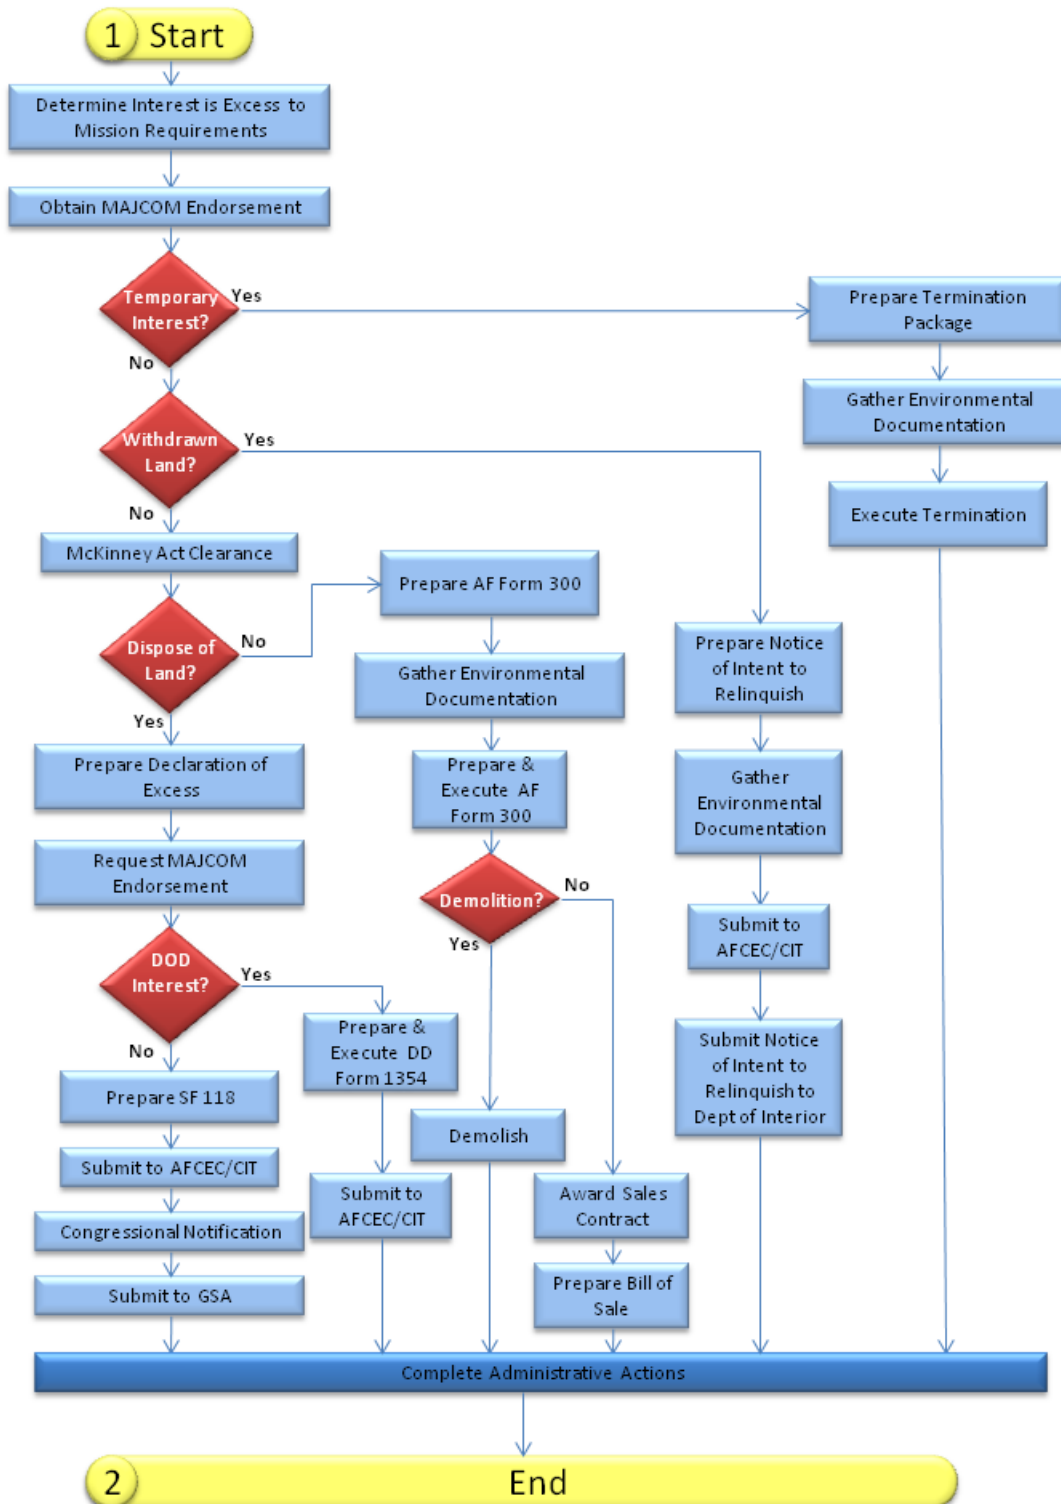 1 Start
Determine Interest is Excess to
Mission Requirements
Obtain MAJCOM Endorsement
Temporary
Interest?
Yes
No
Prepare Termination
Package
Gather Environmental
Documentation
Execute Termination
Withdrawn
Land?
Yes
No
McKinney Act Clearance
Dispose of
Land?
No
Yes
Prepare AF Form 300
Gather Environmental
Documentation
Prepare &
Execute AF
Form 300
Demolition?
No
Yes
Prepare Notice
of Intent to
Relinquish
Gather
Environmental
Documentation
Submit to
AFCEC/CIT
Submit Notice
of Intent to
Relinquish to
Dept of Interior
Prepare Declaration of
Excess
Request MAJCOM
Endorsement
DOD
Interest?
Yes
No
Prepare &
Execute DD
Form 1354
Submit to
AFCEC/CIT
Demolish
Award Sales
Contract
Prepare Bill of
Sale
Prepare SF 118
Submit to AFCEC/CIT
Congressional Notification
Submit to GSA
Complete Administrative Actions
2 End